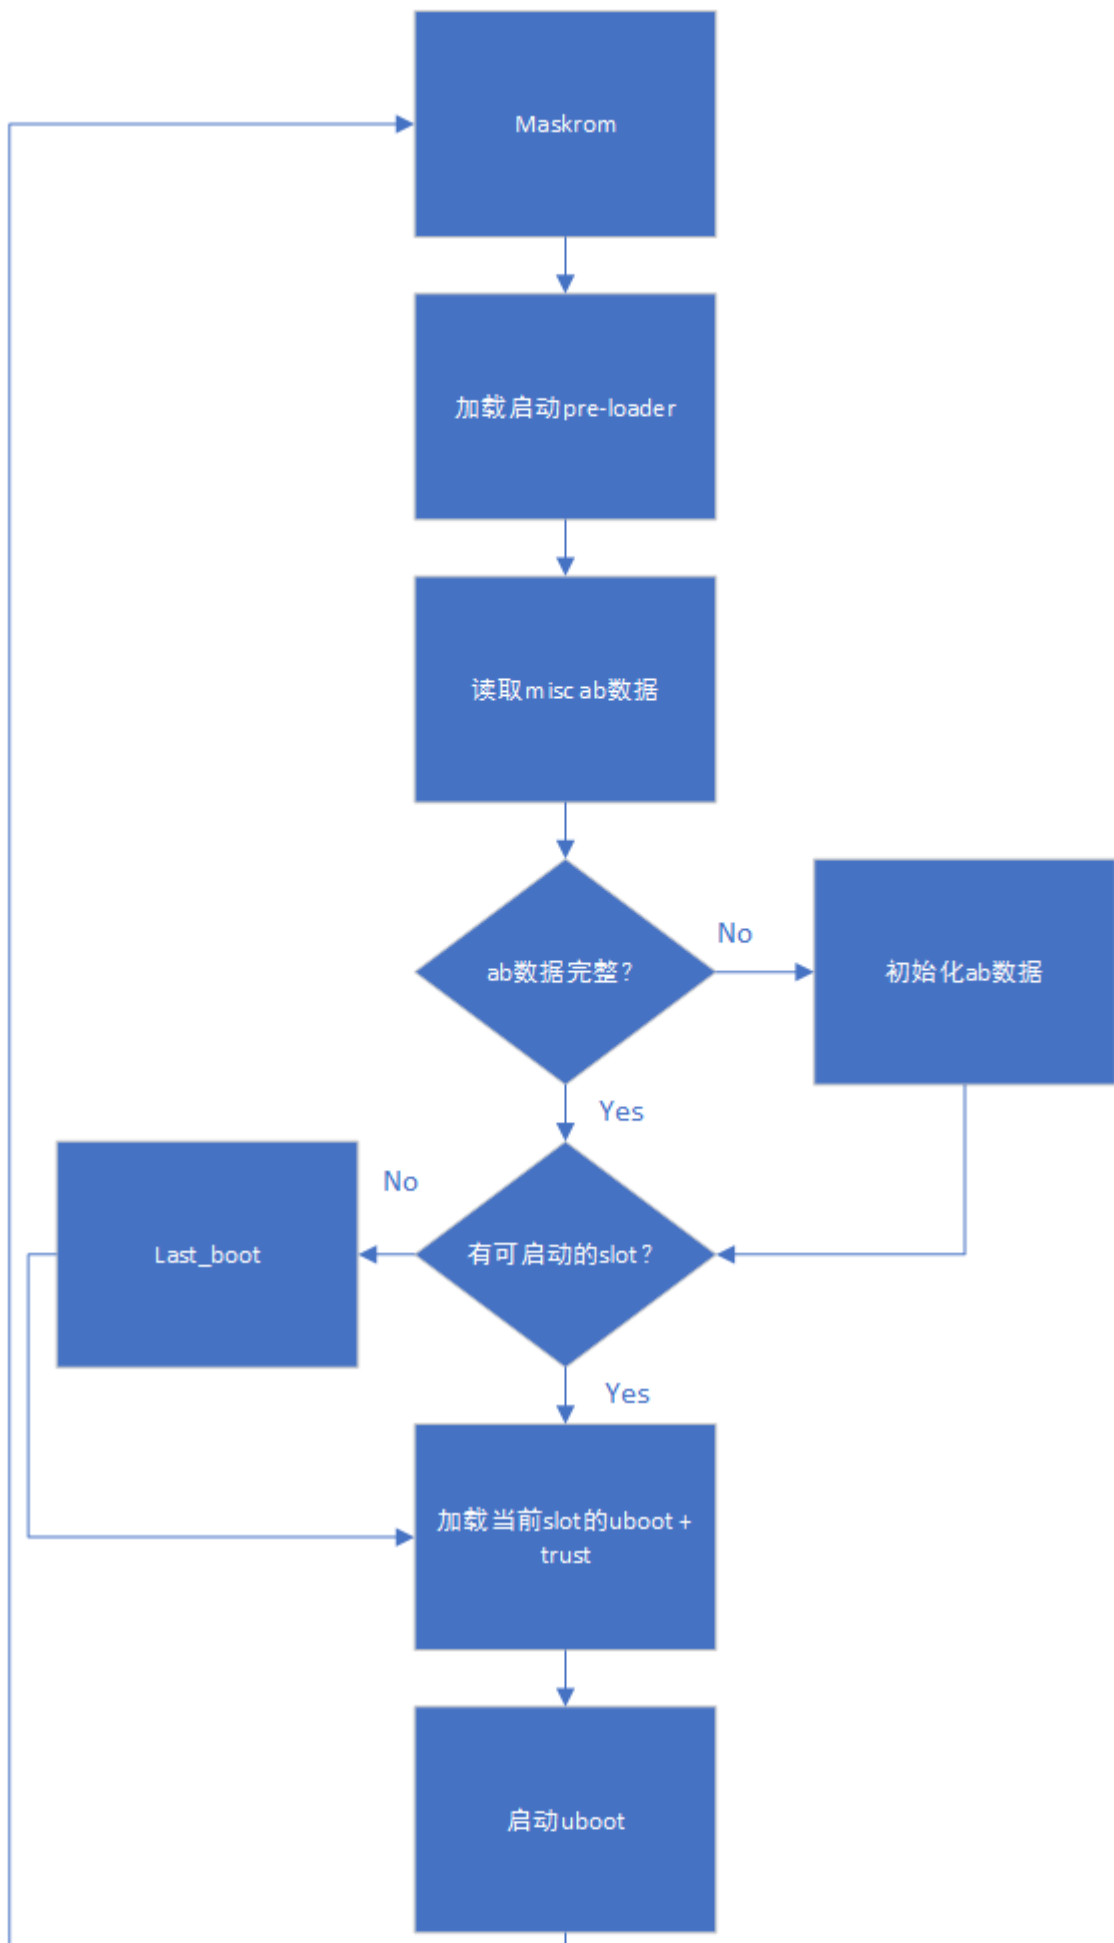 Maskrom
加载启动pre-loader
读取misc ab数据
ab数据完整？
No
初始化ab数据
Yes
No
Last_boot
有可启动的slot？
Yes
加载当前slot的uboot +
trust
启动uboot